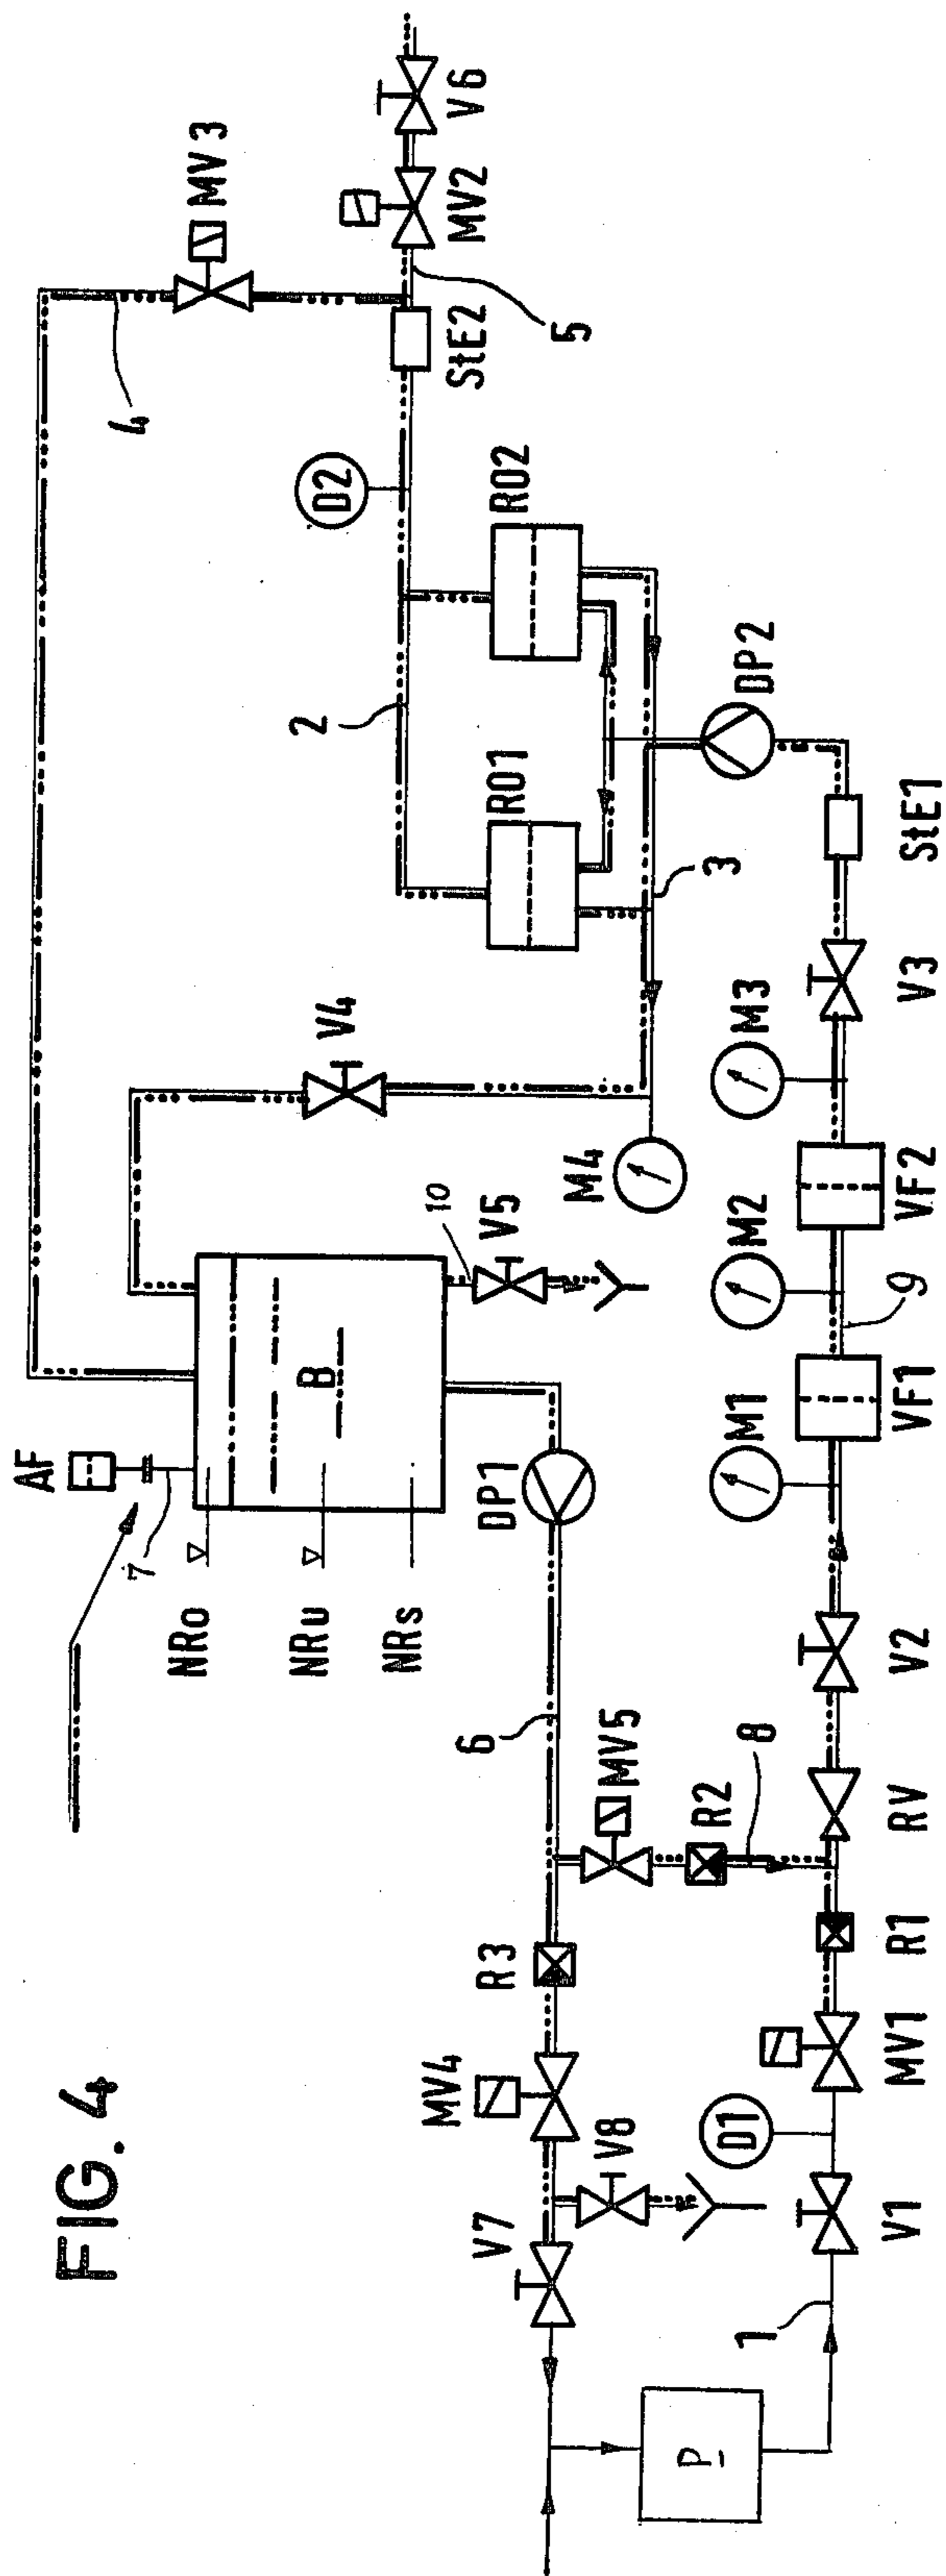 FIG. 4
AF
7
NRo
NRu
NRs
B
10
V5
4
MV 3
V4
M4
DP1
6
MV5
R2
8
R3
MV4
V8
V7
P
1
V1
D1
MV1
R1
RV
V2
M1
VF1
9
M2
VF2
M3
V3
StE1
DP2
3
RO1
RO2
2
D2
StE2
5
MV2
V6